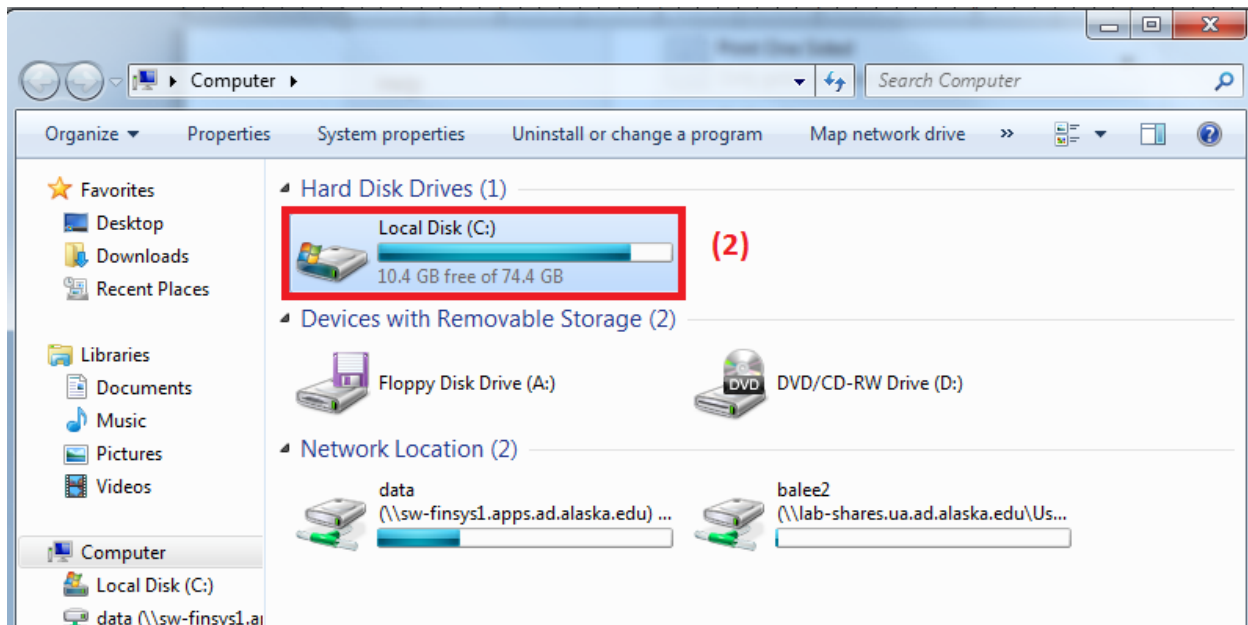 Computer
Search Computer
Organize Properties System properties Uninstall or change a program Map network drive »
Favorites
Desktop
Downloads
Recent Places
Libraries
Documents
Music
Pictures
Videos
Computer
Local Disk (C:)
data (\\sw-finsys1.a
Hard Disk Drives (1)
Local Disk (C:)
10.4 GB free of 74.4 GB
(2)
Devices with Removable Storage (2)
Floppy Disk Drive (A:)
DVD
DVD/CD-RW Drive (D:)
Network Location (2)
data
(\\sw-finsys1.apps.ad.alaska.edu) ...
balee2
(\\lab-shares.ua.ad.alaska.edu\Us...